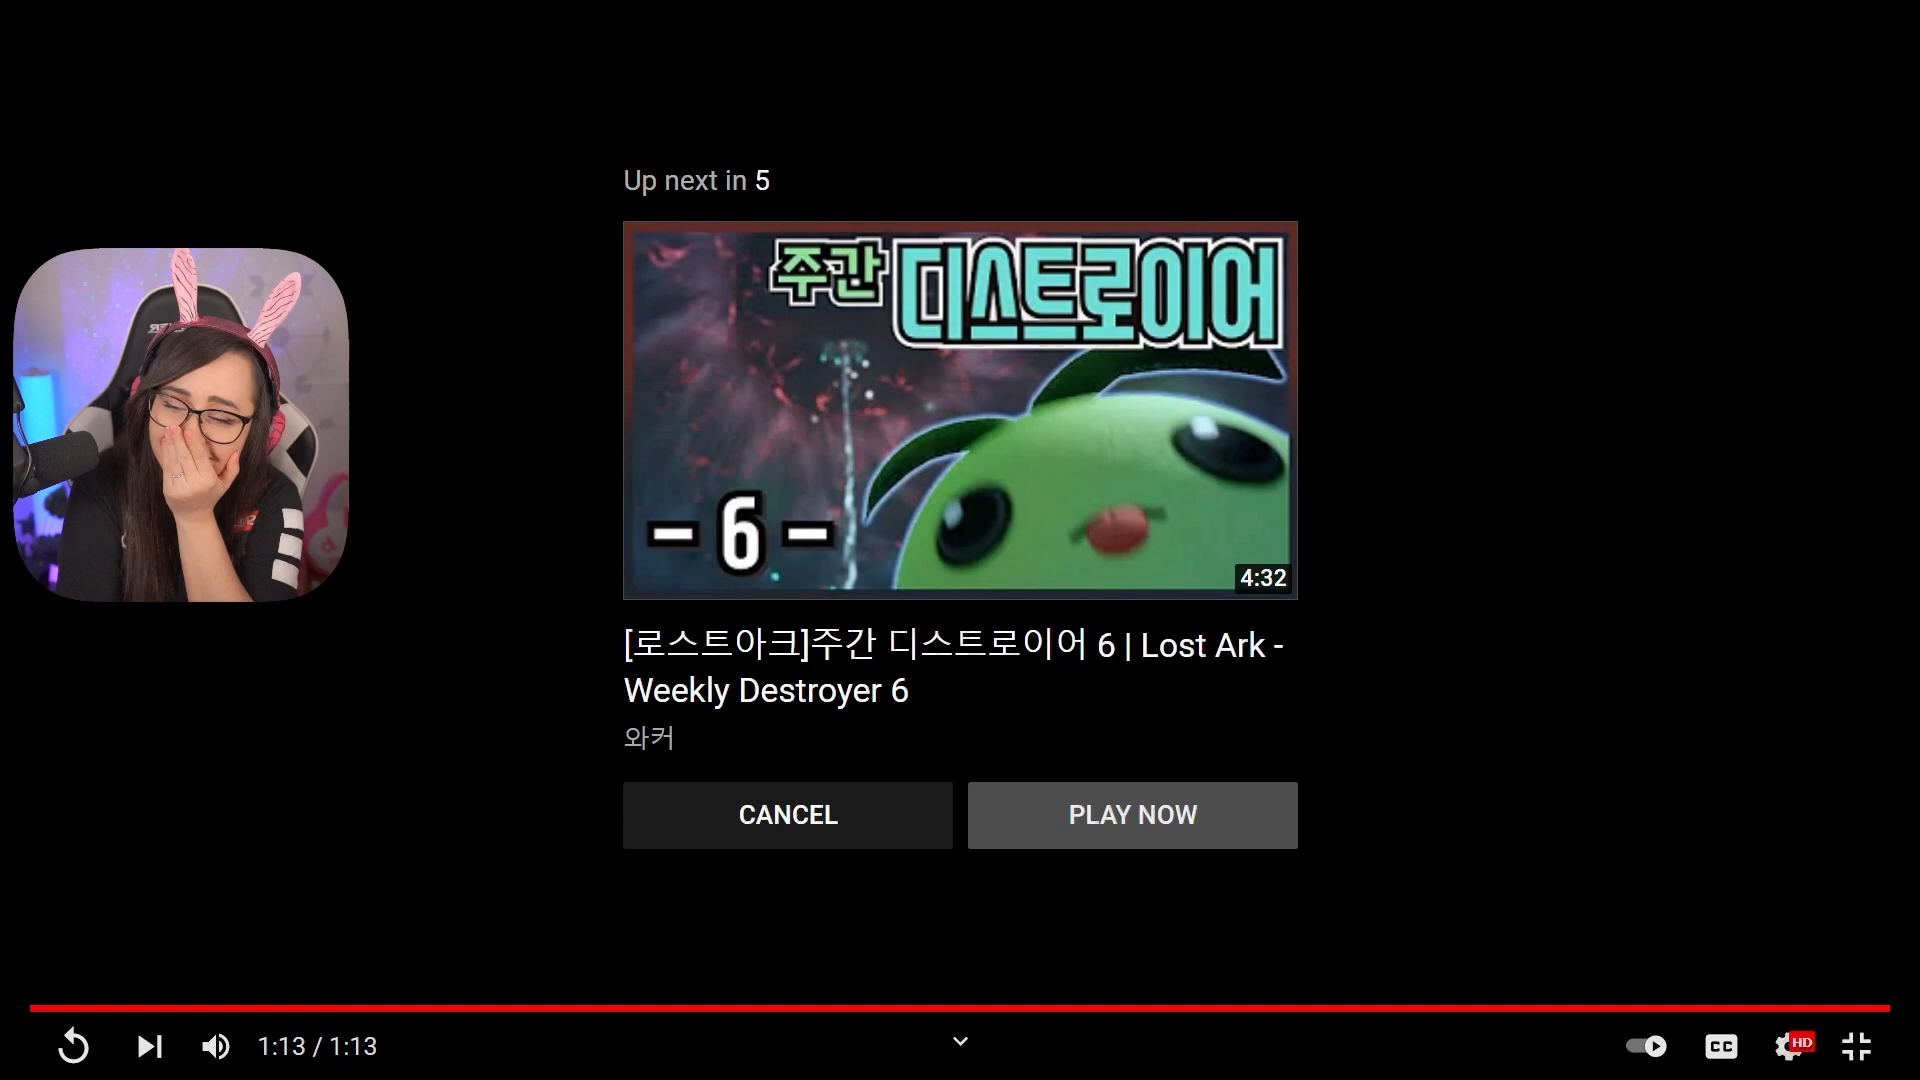 Up next in 5
주간 디스트로이어
- 6 -
4:32
[로스트아크]주간 디스트로이어 6 | Lost Ark -
Weekly Destroyer 6
와커
CANCEL
PLAY NOW
1:13 / 1:13
CC
HD